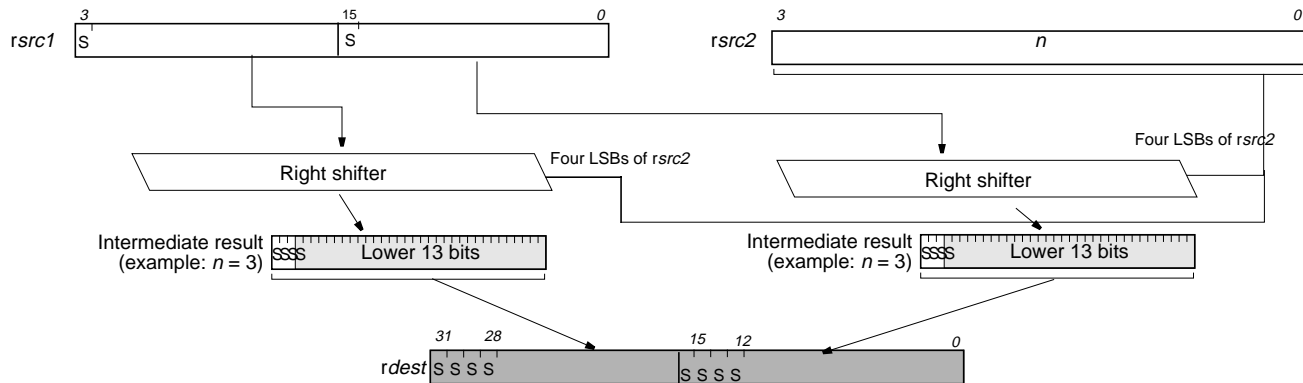 3 15 0
rsrc1 S S
3 0
rsrc2 n
Four LSBs of rsrc2
Right shifter
Four LSBs of rsrc2
Right shifter
Intermediate result
(example: n = 3)
SSSS Lower 13 bits
Intermediate result
(example: n = 3)
SSSS Lower 13 bits
31 28 15 12 0
rdest S S S S S S S S